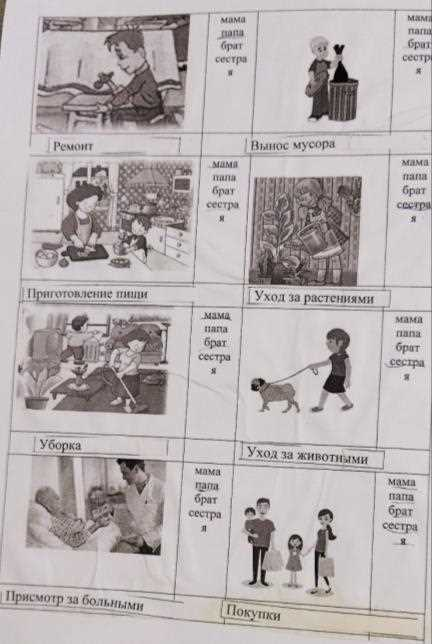 мама
папа
брат
сестра
я
мама
папа
брат
сестра
я
Ремонт
Вынос мусора
мама
папа
брат
сестра
я
мама
папа
брат
сестра
я
Приготовление пищи
Уход за растениями
мама
папа
брат
сестра
я
мама
папа
брат
сестра
я
Уборка
Уход за животными
мама
папа
брат
сестра
я
мама
папа
брат
сестра
я
Присмотр за больными
Покупки